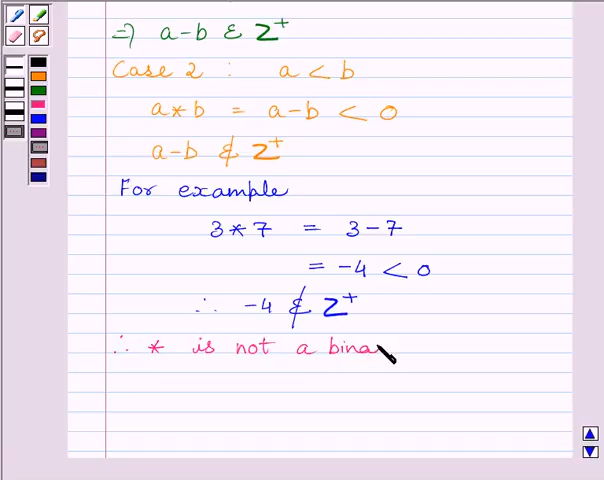 ⇒ a-b ε Z⁺
Case 2 : a < b
a * b = a-b < 0
a-b ∉ Z⁺
For example
3 * 7 = 3-7
= -4 < 0
∴ -4 ∉ Z⁺
∴ * is not a bina